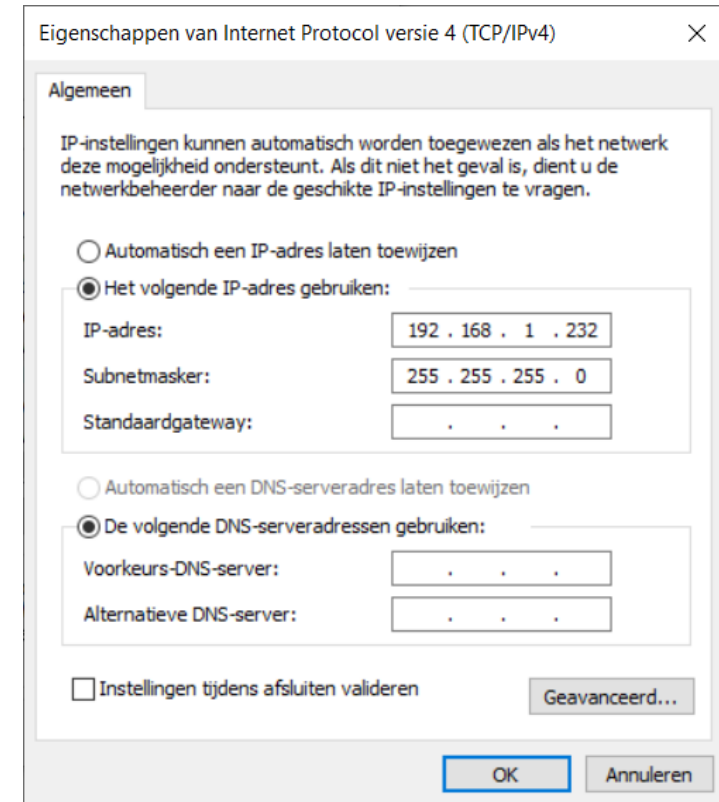 Eigenschappen van Internet Protocol versie 4 (TCP/IPv4)
Algemeen
IP-instellingen kunnen automatisch worden toegewezen als het netwerk
deze mogelijkheid ondersteunt. Als dit niet het geval is, dient u de
netwerkbeheerder naar de geschikte IP-instellingen te vragen.
Automatisch een IP-adres laten toewijzen
Het volgende IP-adres gebruiken:
IP-adres: 192 . 168 . 1 . 232
Subnetmasker: 255 . 255 . 255 . 0
Standaardgateway: . . .
Automatisch een DNS-serveradres laten toewijzen
De volgende DNS-serveradressen gebruiken:
Voorkeurs-DNS-server: . . .
Alternatieve DNS-server: . . .
Instellingen tijdens afsluiten valideren
Geavanceerd...
OK Annuleren